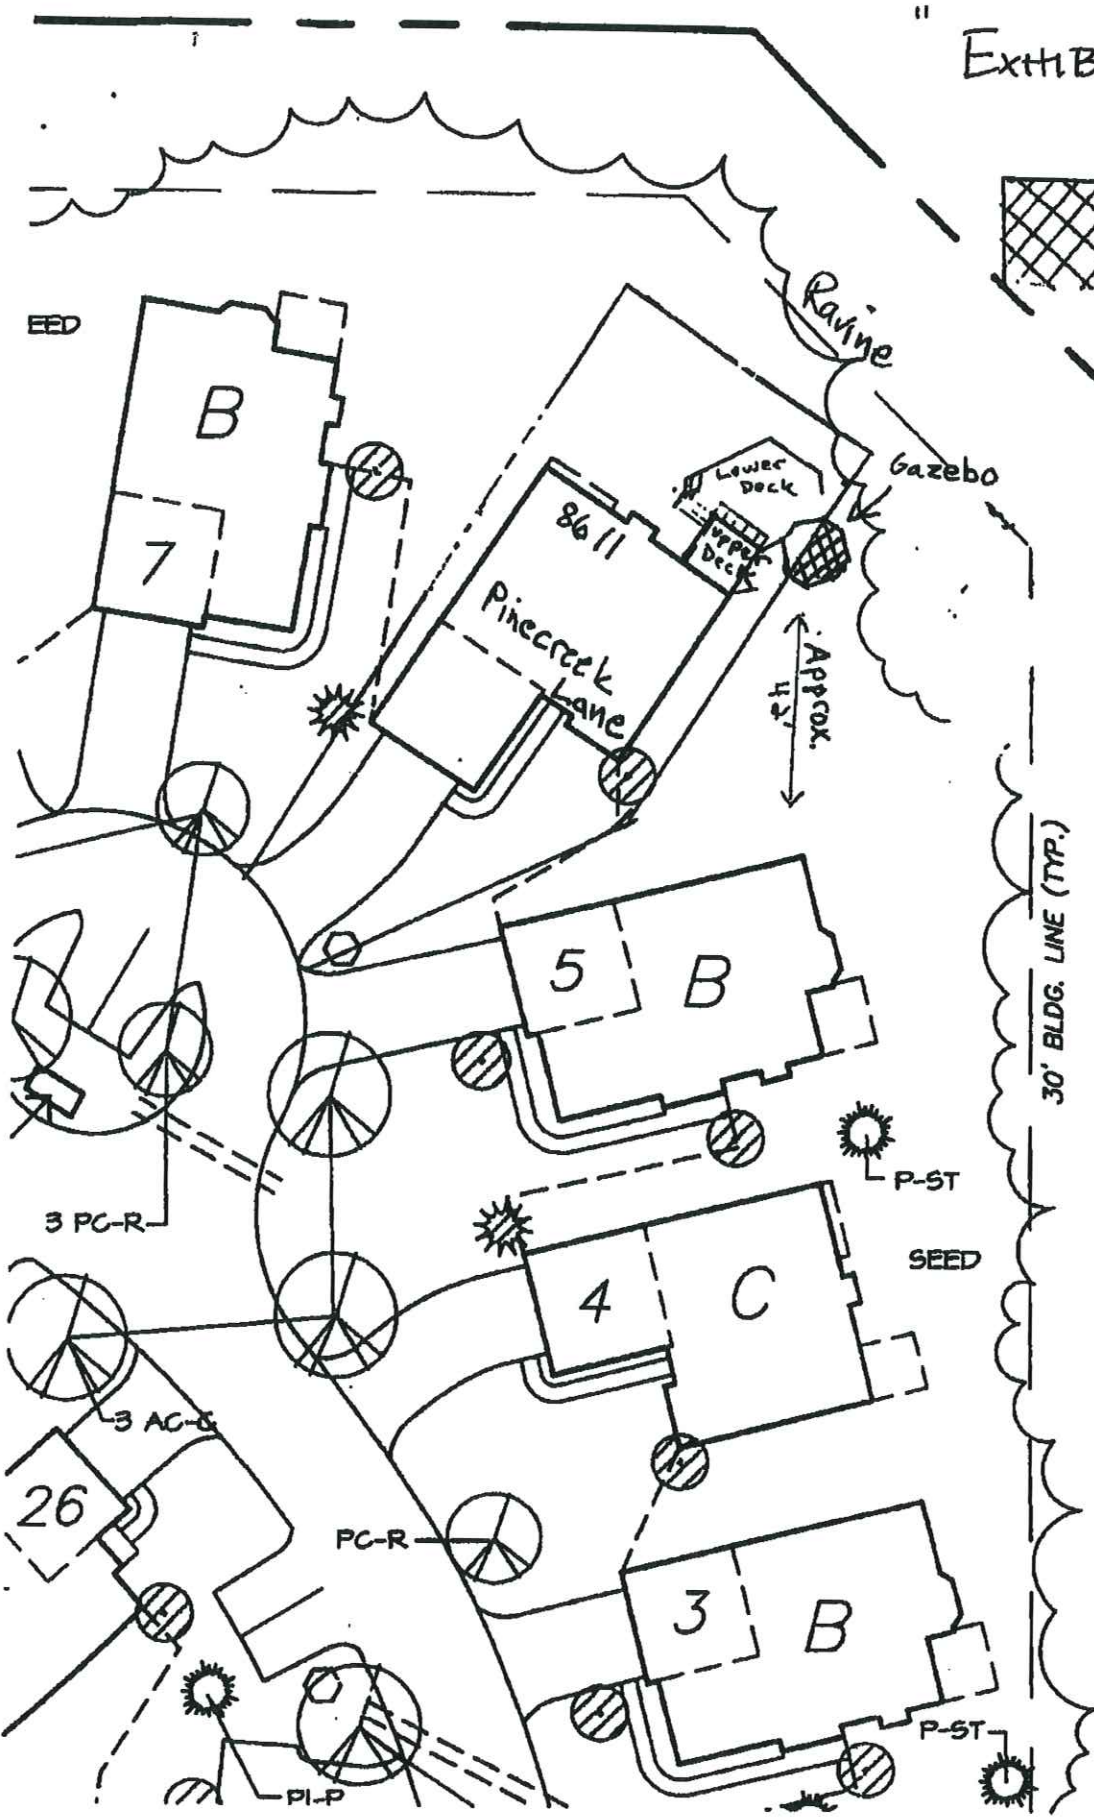 "
EXHIB
Ravine
EED
B
Gazebo
Lower
Deck
8611
Upper
Deck
7
Pinecreek
Lane
Approx.
30' BLDG. LINE (TYP.)
5
B
P-ST
3 PC-R
SEED
4
C
3 AC-G
26
PC-R
3
B
P-ST
PI-P